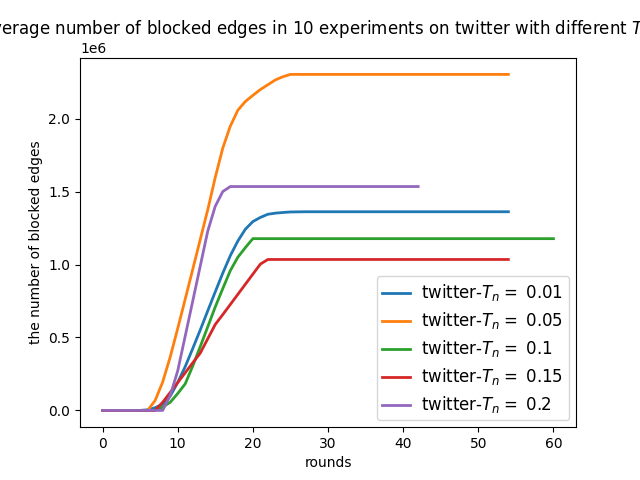 verage number of blocked edges in 10 experiments on twitter with different T
1e6
the number of blocked edges
2.0
1.5
1.0
0.5
0.0
twitter-Tn = 0.01
twitter-Tn = 0.05
twitter-Tn = 0.1
twitter-Tn = 0.15
twitter-Tn = 0.2
0 10 20 30 40 50 60
rounds